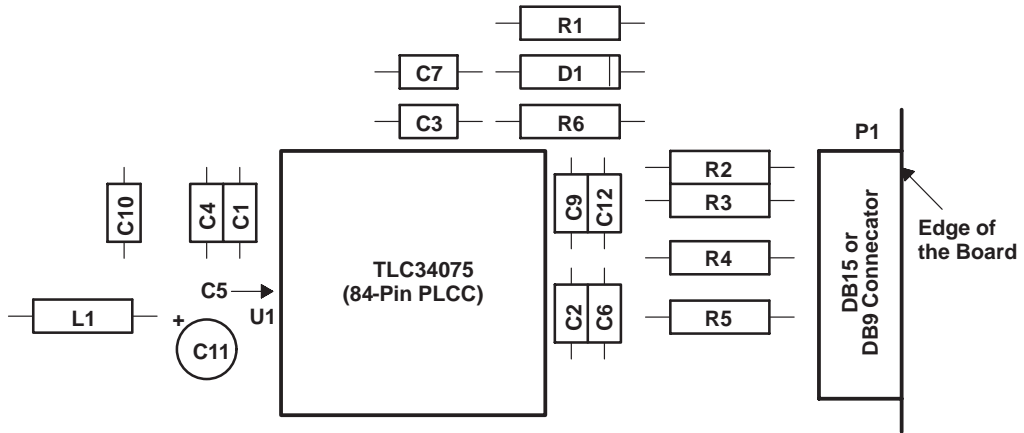 R1
C7
D1
C3
R6
P1
C10
C4
C1
C9
C12
R2
R3
Edge of
the Board
TLC34075
(84-Pin PLCC)
R4
C5
U1
L1
+
C11
C2
C6
R5
DB15 or
DB9 Connecator